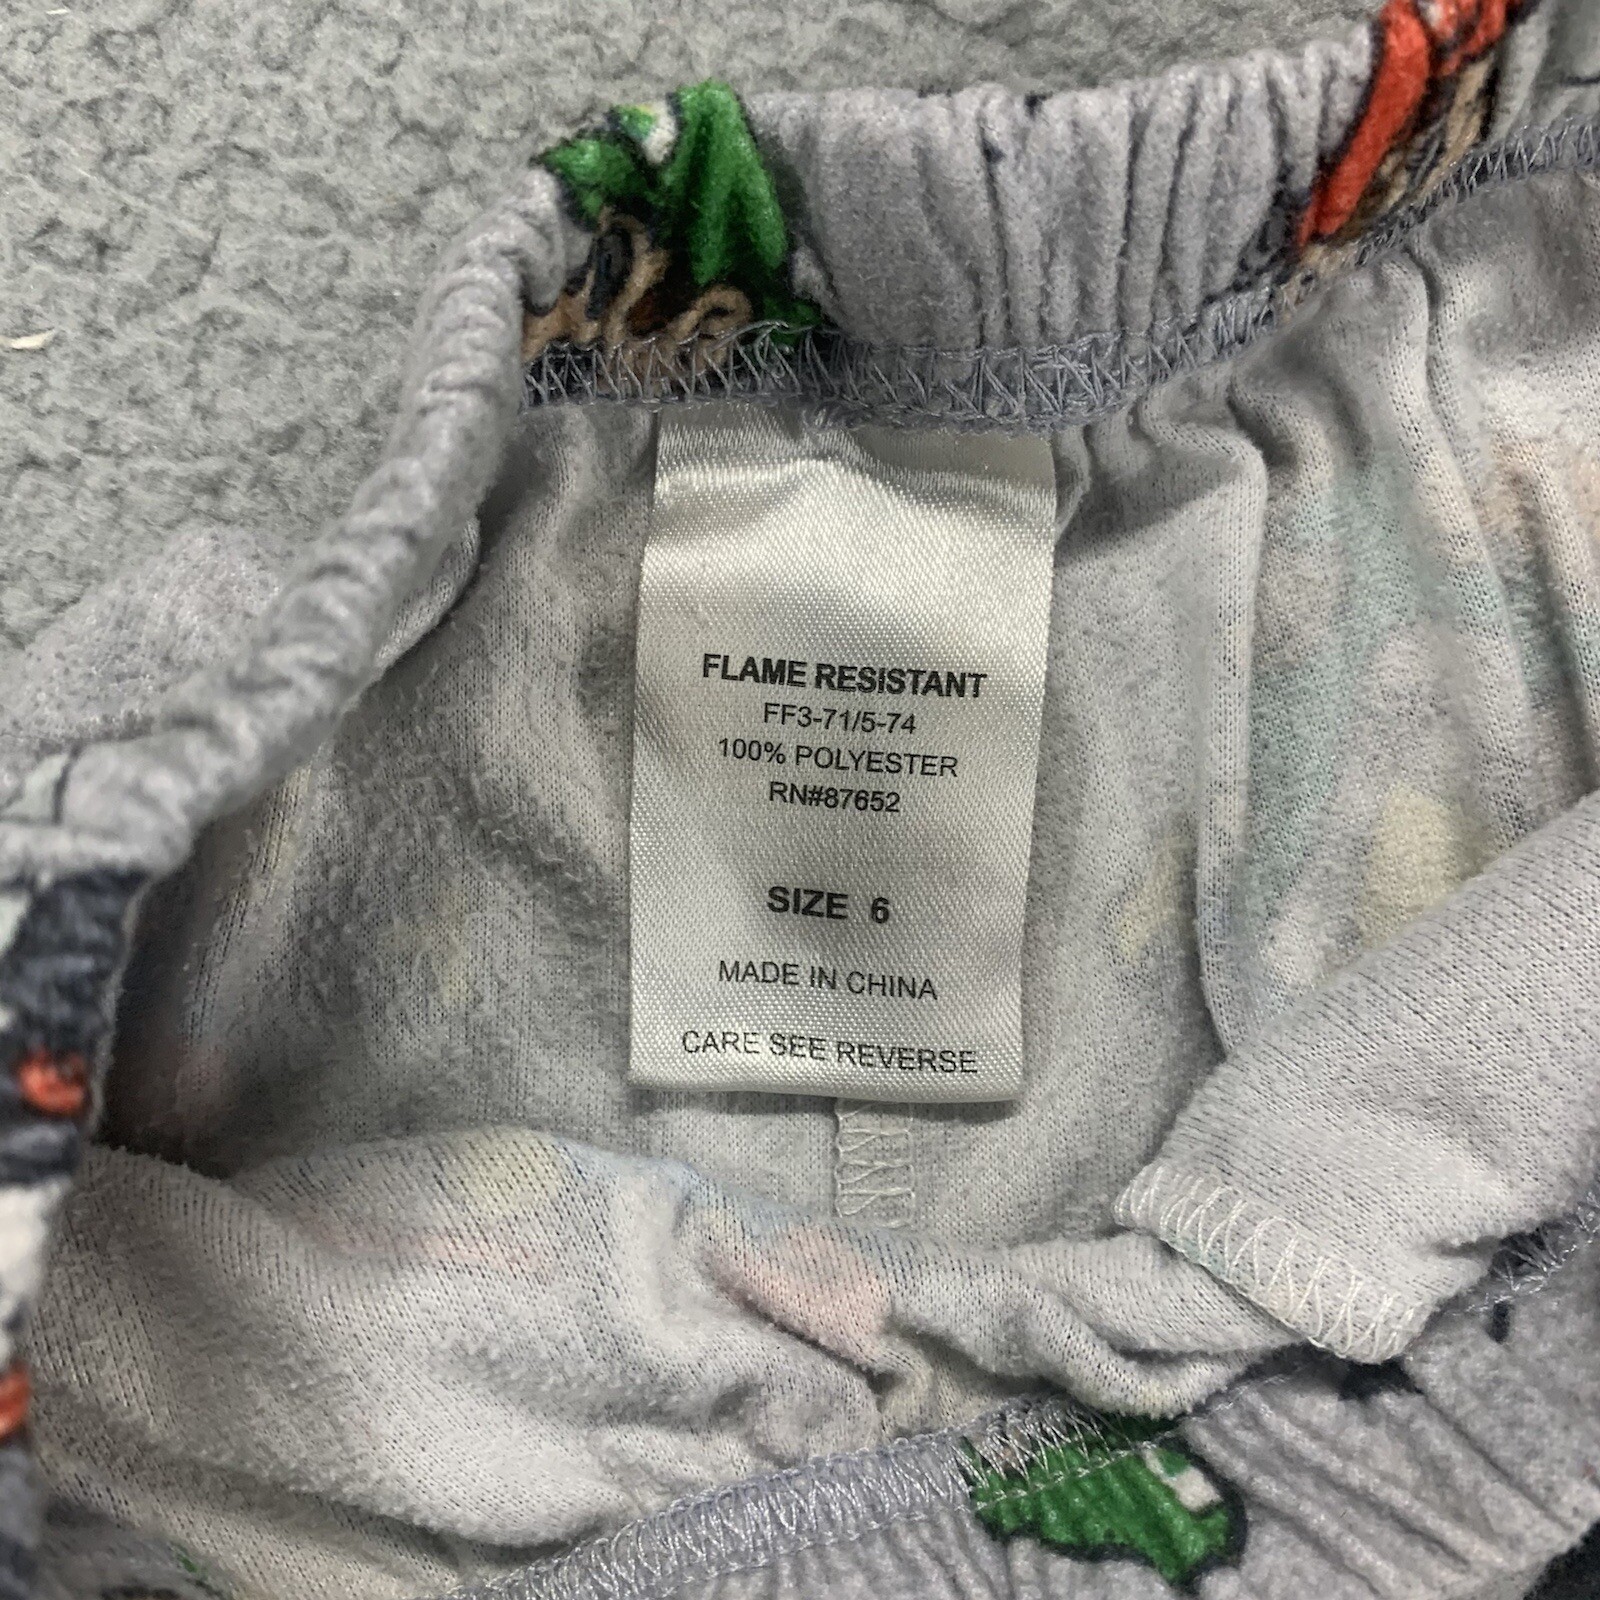 FLAME RESISTANT
FF3-71/5-74
100% POLYESTER
RN#87652
SIZE 6
MADE IN CHINA
CARE SEE REVERSE